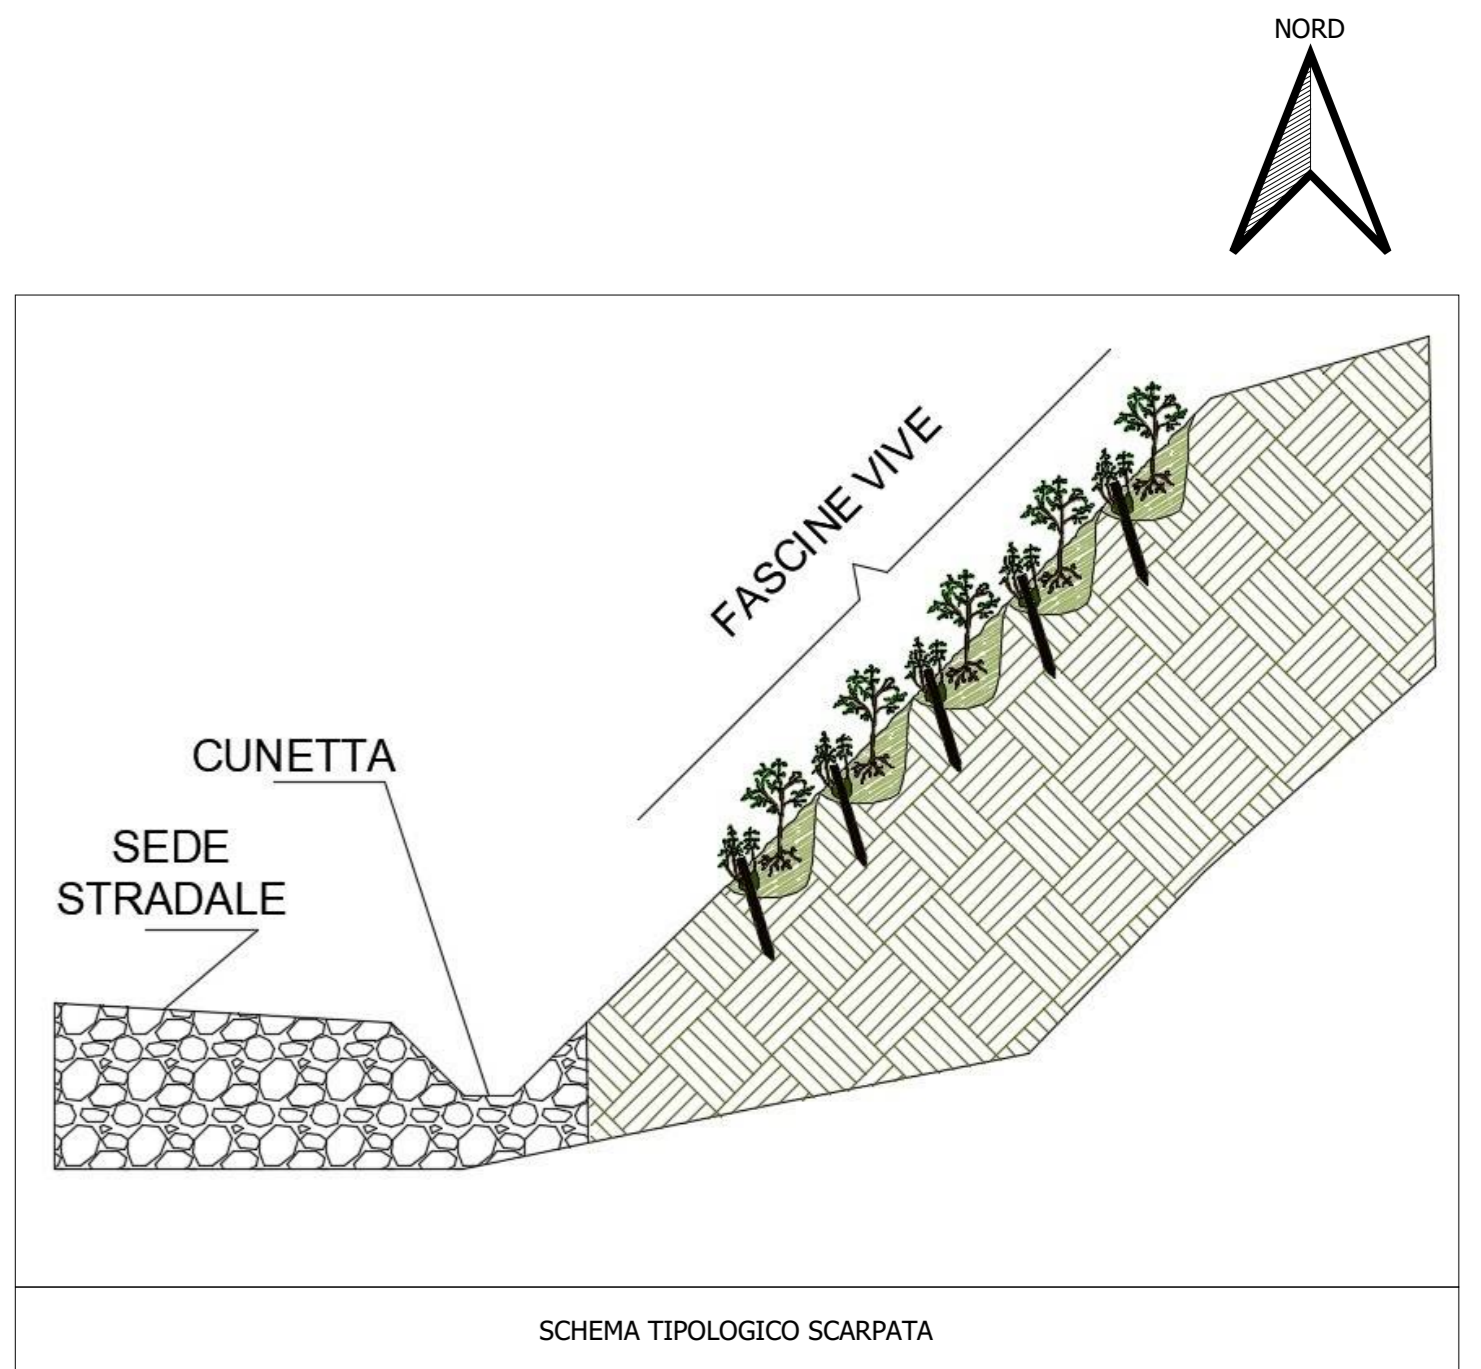 NORD
FASCINE VIVE
CUNETTA
SEDE
STRADALE
SCHEMA TIPOLOGICO SCARPATA